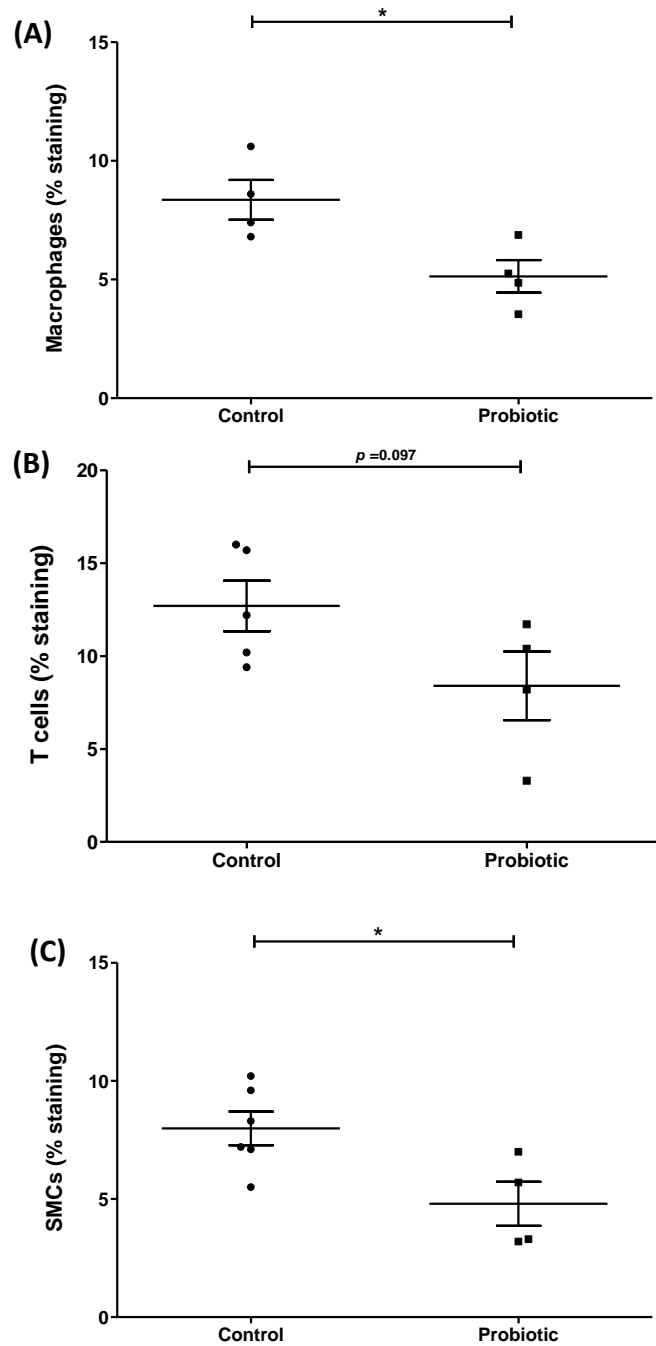 (A)
*
Macrophages (% staining)
15
10
5
0
Control Probiotic
(B)
p =0.097
T cells (% staining)
20
15
10
5
0
Control Probiotic
(C)
*
SMCs (% staining)
15
10
5
0
Control Probiotic